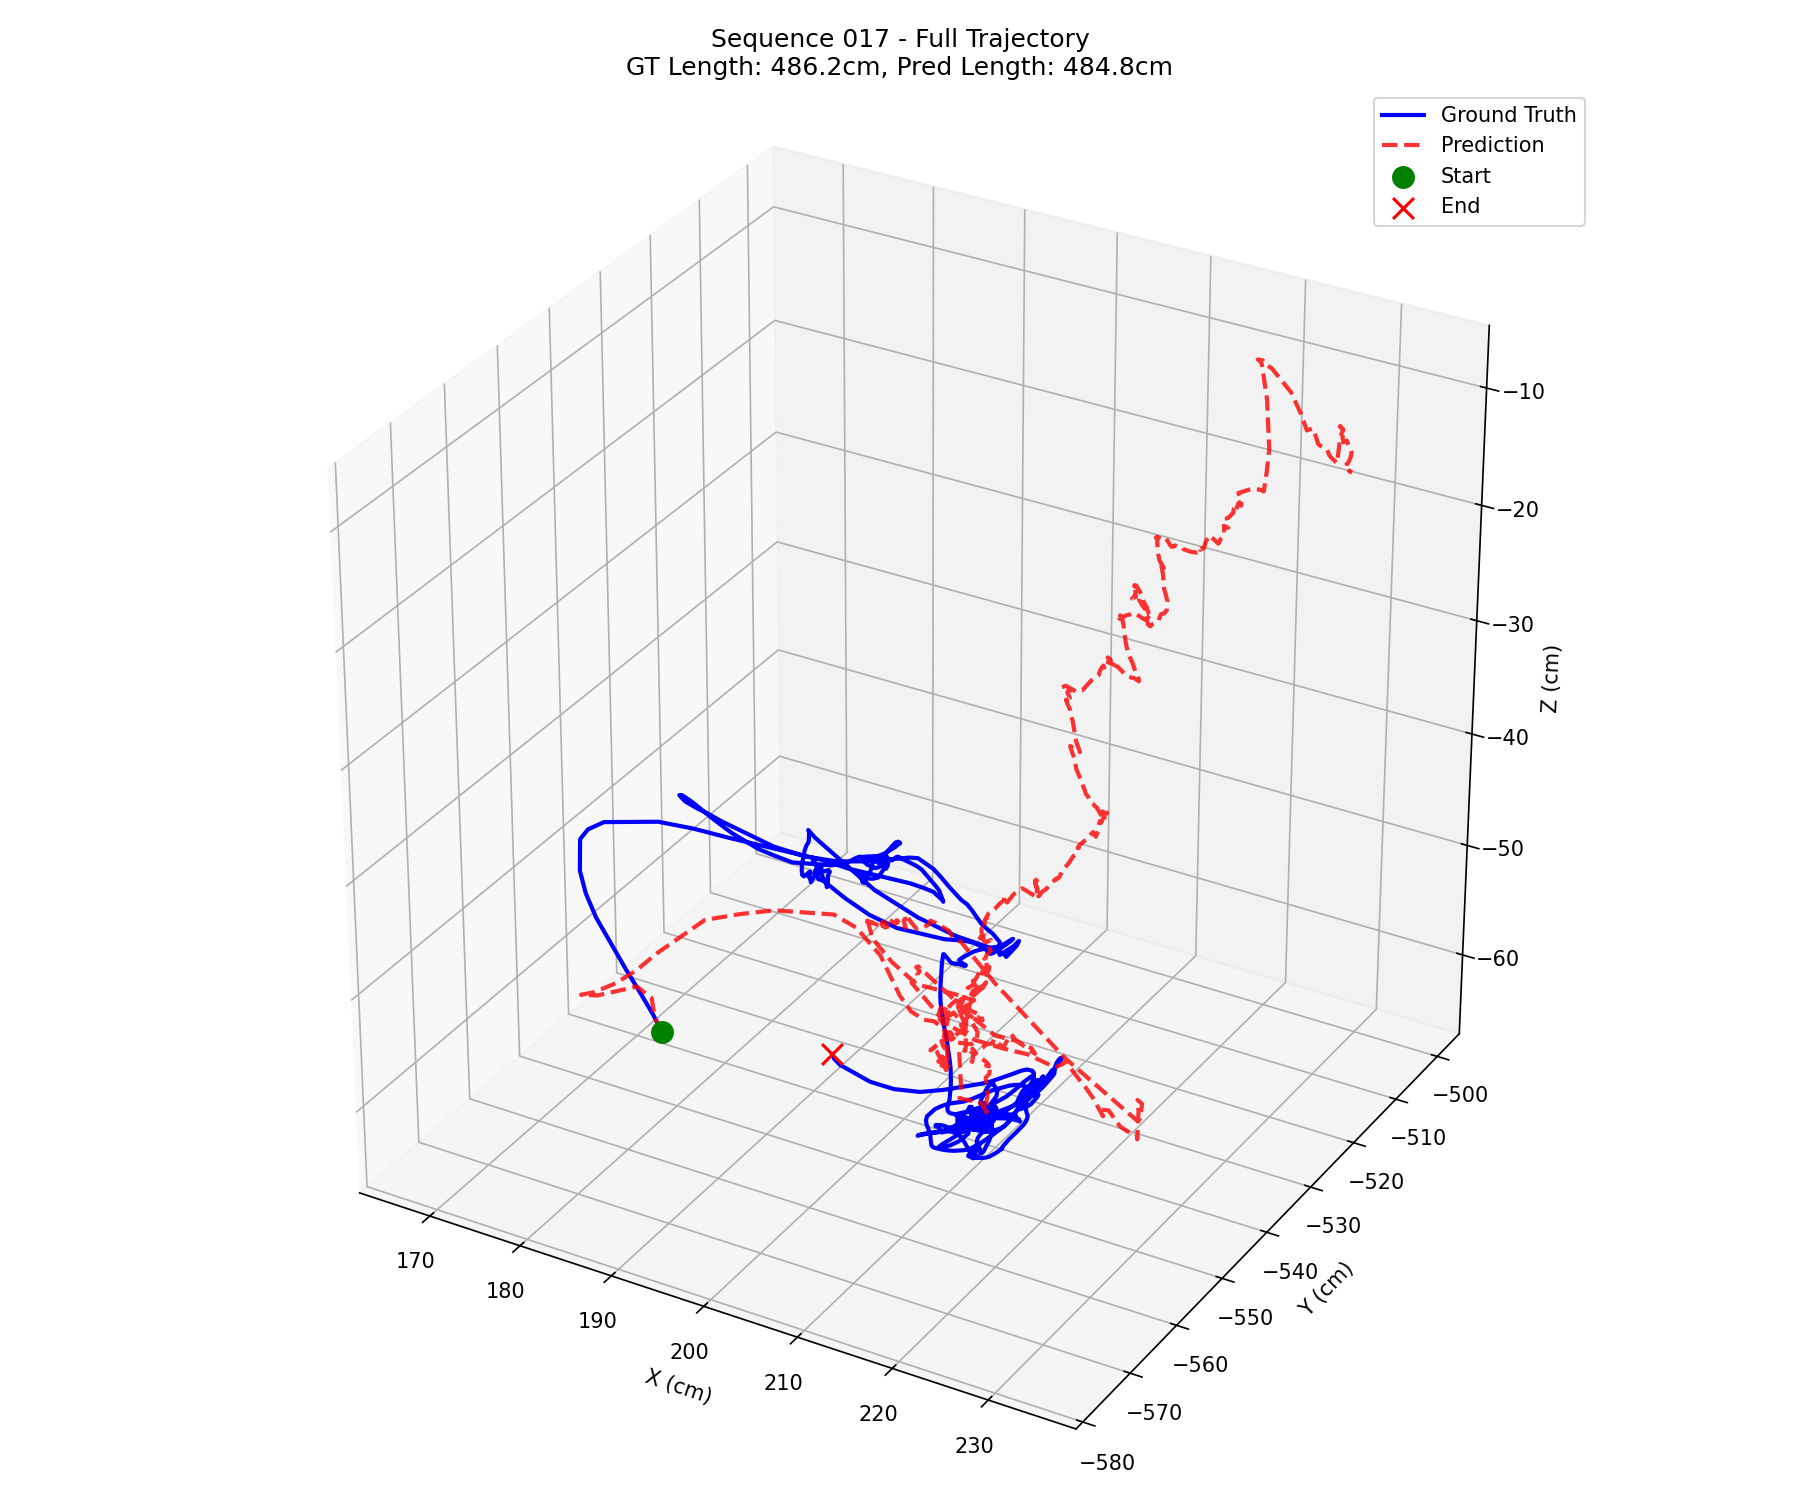 Sequence 017 - Full Trajectory
GT Length: 486.2cm, Pred Length: 484.8cm
Ground Truth
Prediction
Start
End
−10
−20
−30
−40
−50
−60
Z (cm)
−500
−510
−520
−530
−540
−550
−560
−570
−580
Y (cm)
170
180
190
200
210
220
230
X (cm)